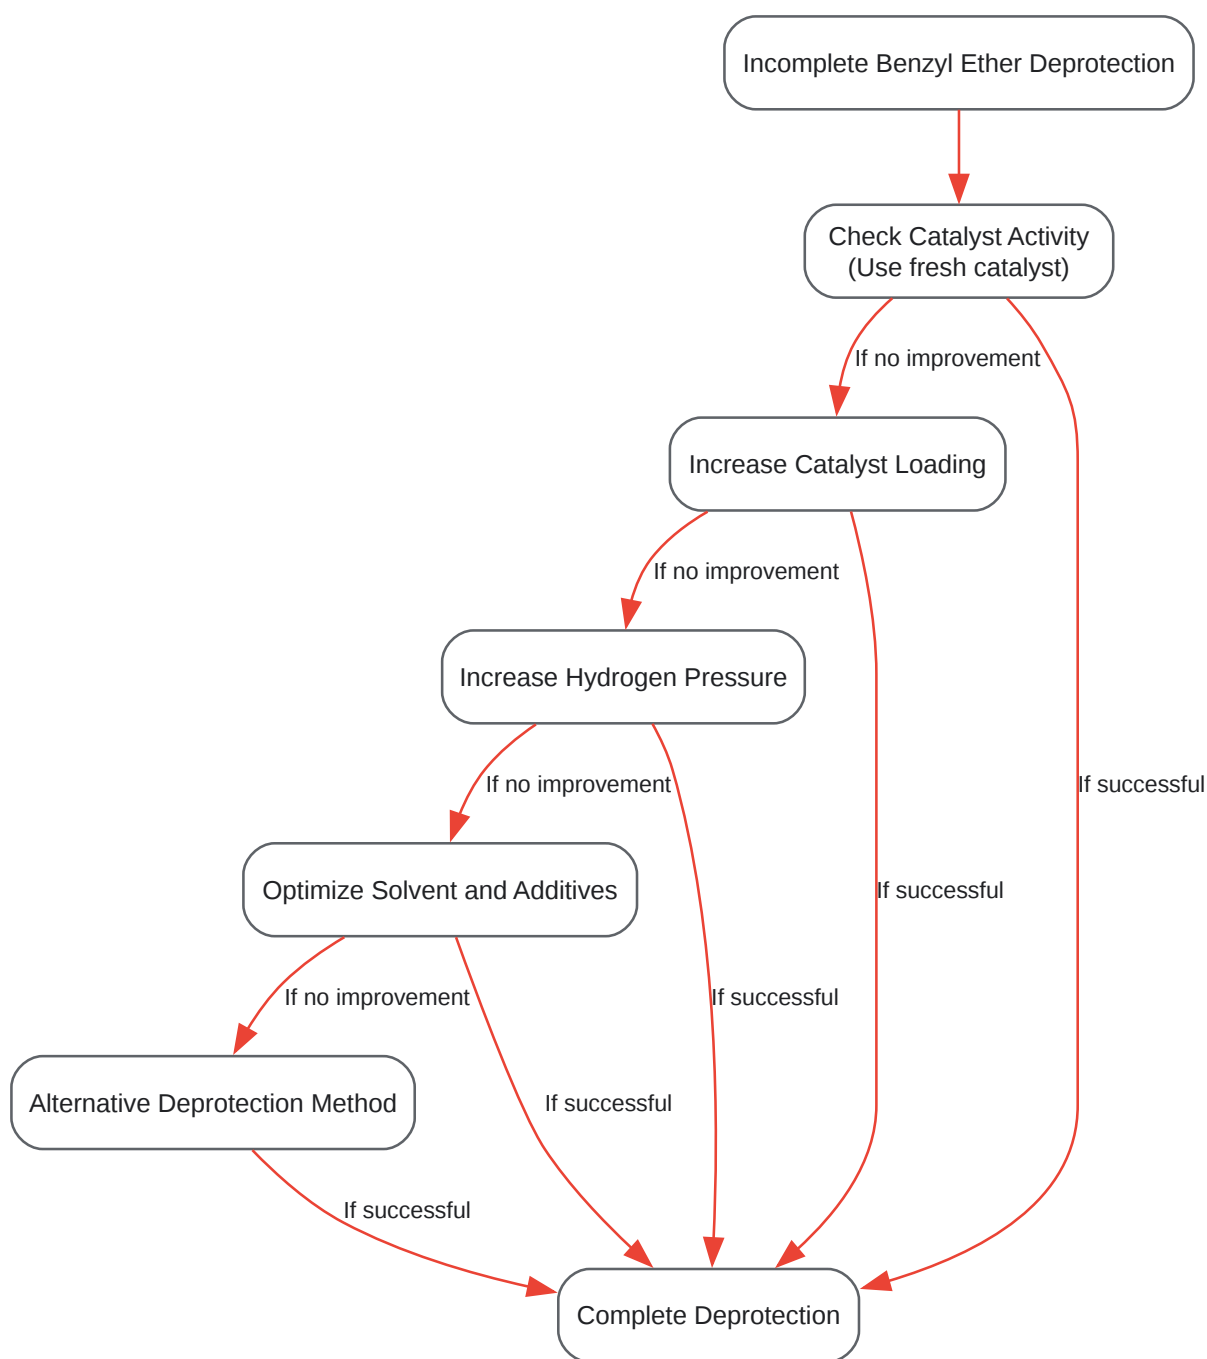 Incomplete Benzyl Ether Deprotection
Check Catalyst Activity
(Use fresh catalyst)
If no improvement
Increase Catalyst Loading
If no improvement
Increase Hydrogen Pressure
If no improvement
If successful
Optimize Solvent and Additives
If successful
If no improvement
If successful
Alternative Deprotection Method
If successful
If successful
Complete Deprotection